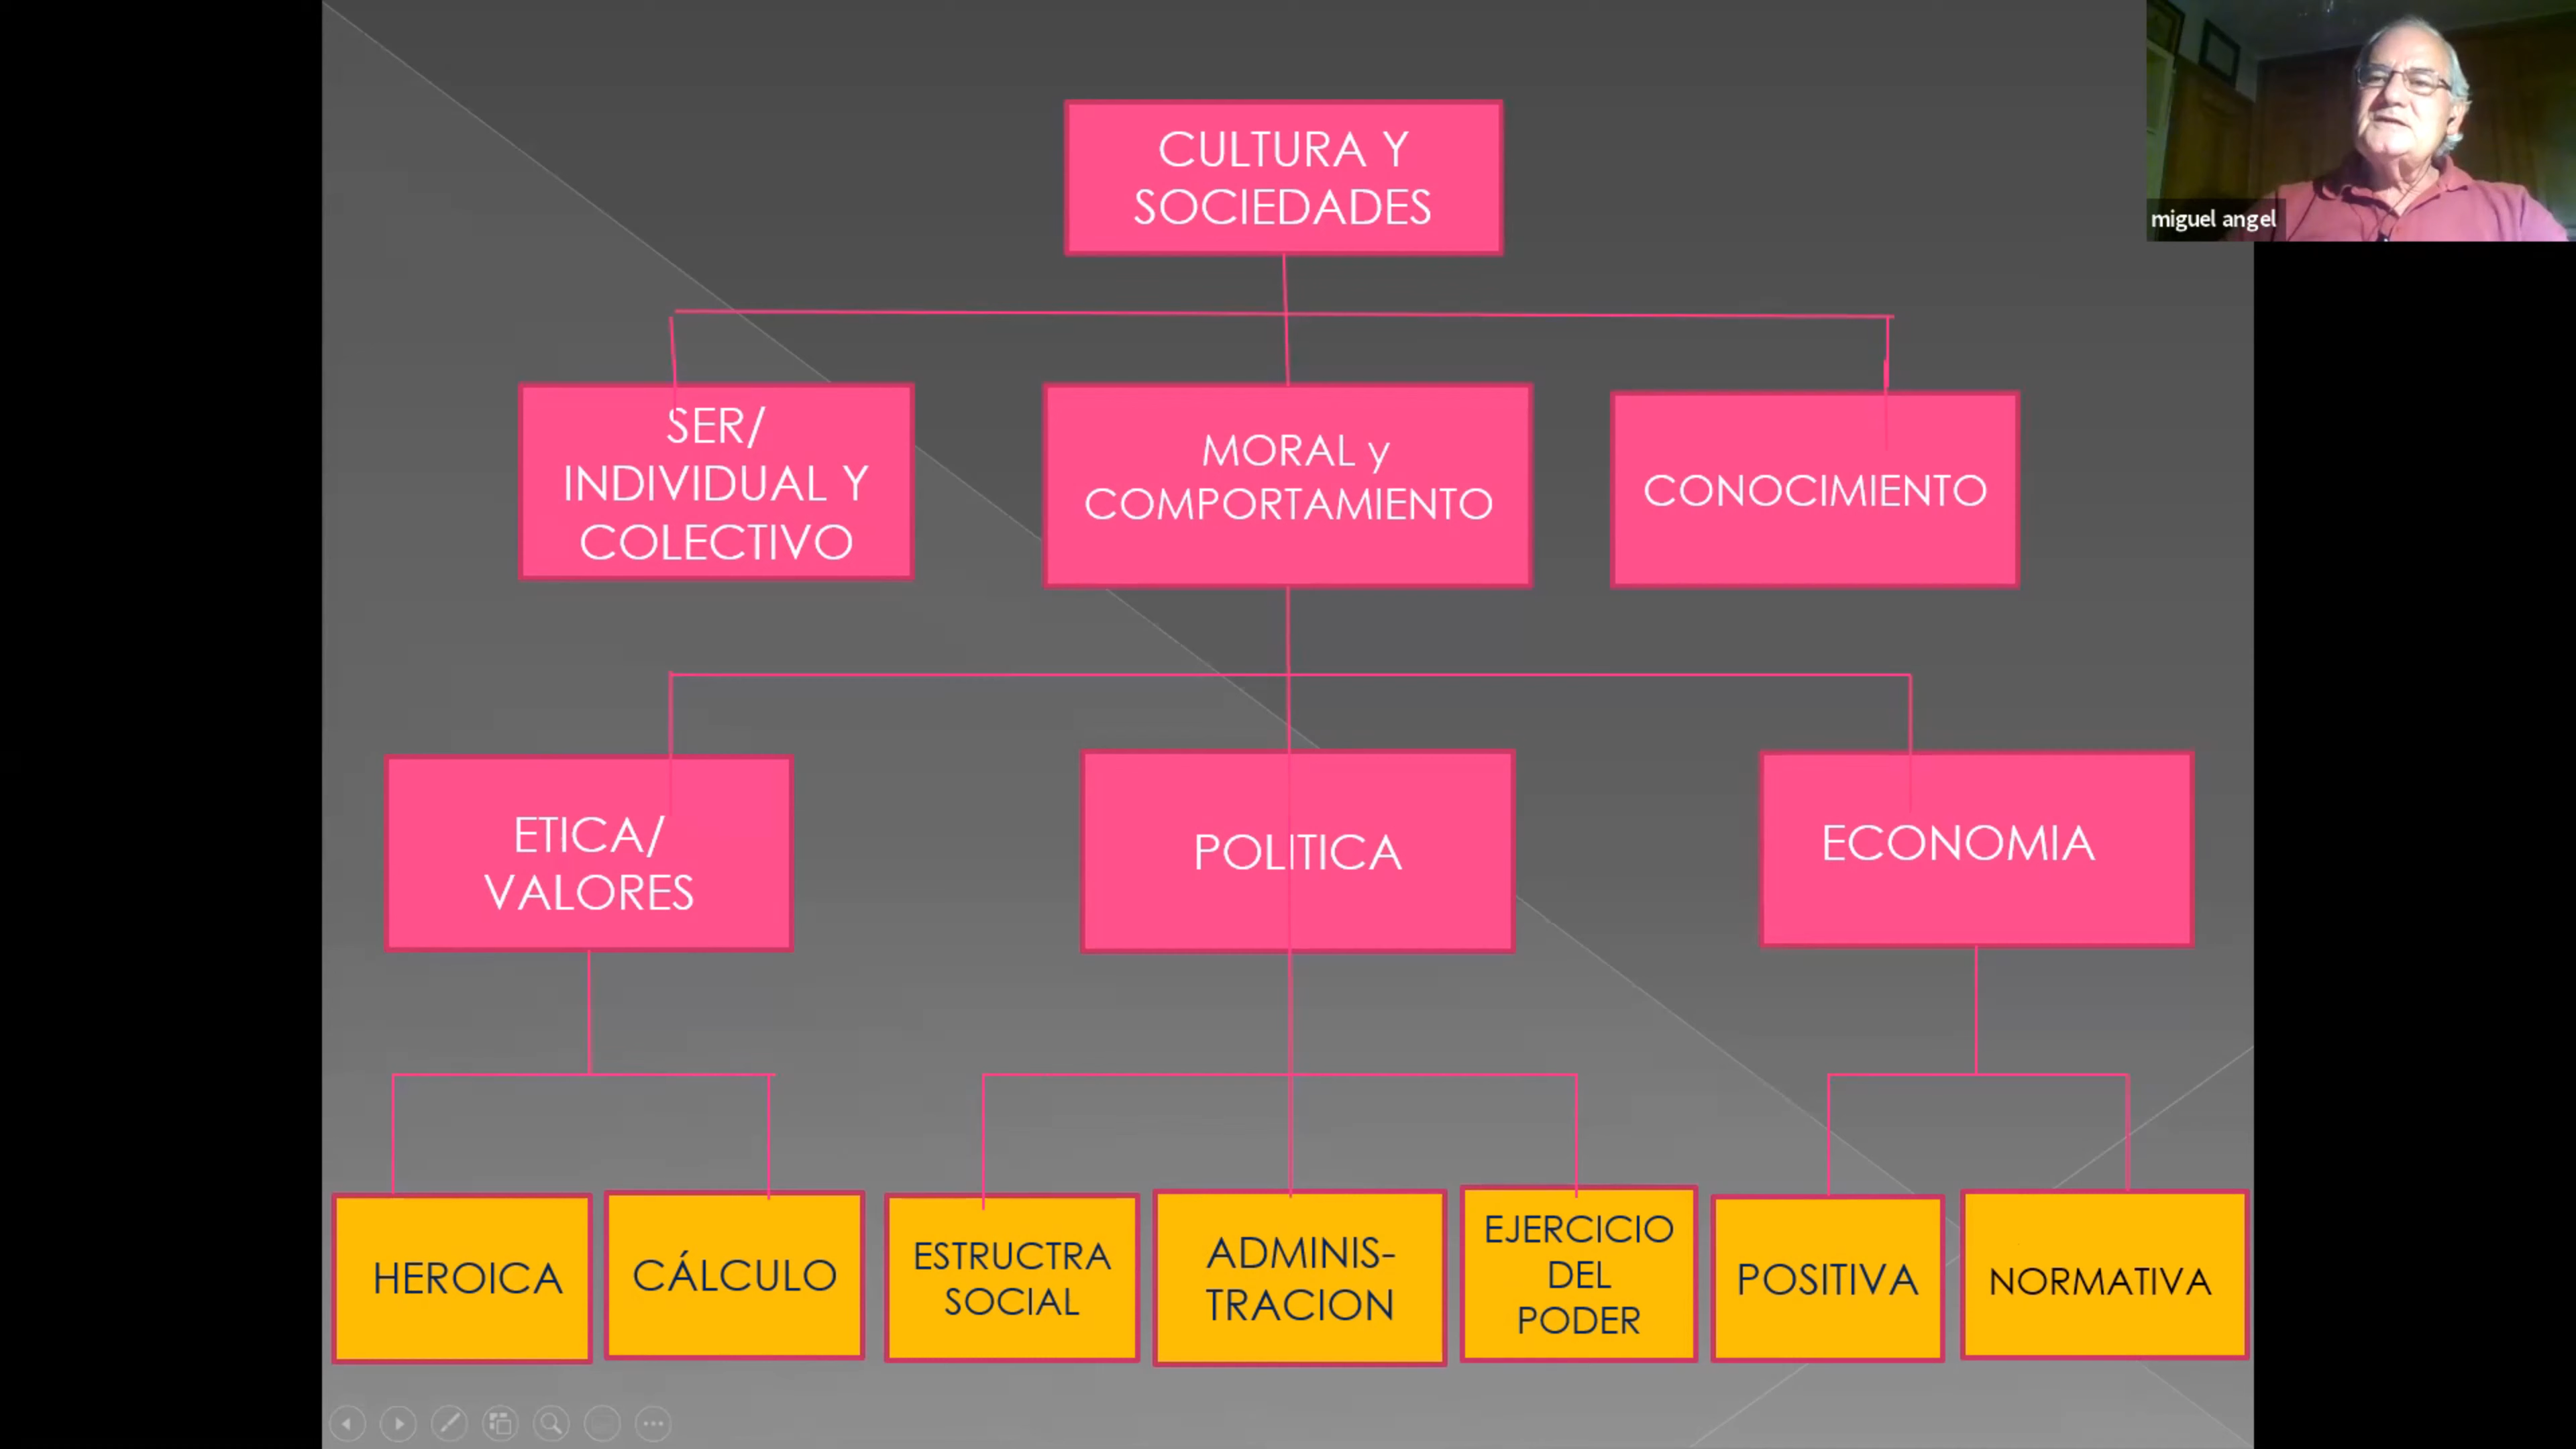 CULTURA Y
SOCIEDADES
miguel angel
SER/
INDIVIDUAL Y
COLECTIVO
MORAL y
COMPORTAMIENTO
CONOCIMIENTO
ETICA/
VALORES
POLITICA
ECONOMIA
HEROICA
CÁLCULO
ESTRUCTRA
SOCIAL
ADMINIS-
TRACION
EJERCICIO
DEL
PODER
POSITIVA
NORMATIVA